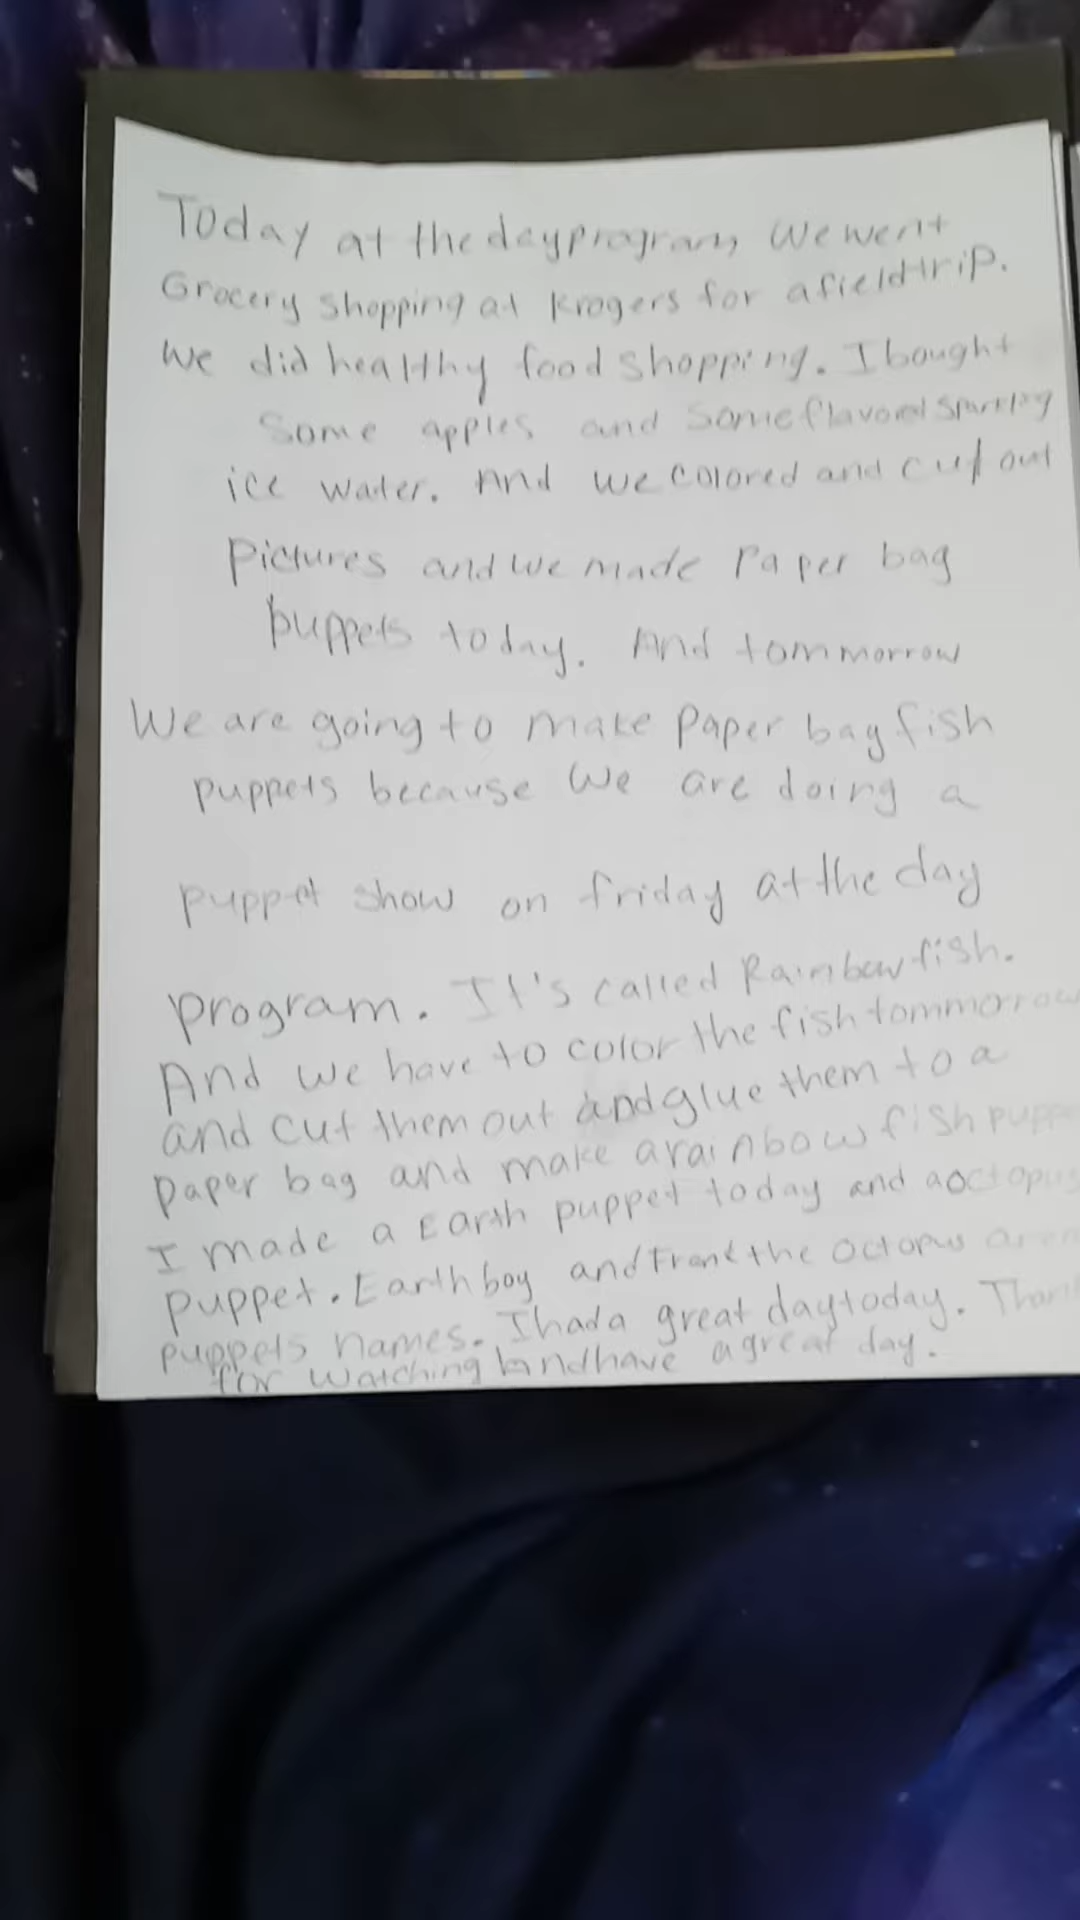 Today at the day program, We went
Grocery shopping at krogers for a fieldtrip.
We did healthy food shopping. I bought
Some apples and Some flavored Sparkling
ice water. And we colored and cut out
Pictures and we made Paper bag
puppets today. And tommorrow
We are going to make Paper bag fish
puppets because We are doing a
puppet show on friday at the day
program. It's called Rainbow fish.
And we have to color the fish tommorrow
and cut them out and glue them to a
paper bag and make a rainbow fish
I made a Earth puppet today and a octopus
puppet. Earth boy and Frank the Octopus
puppets names. I had a great day today. Thank
for watching and have a great day.